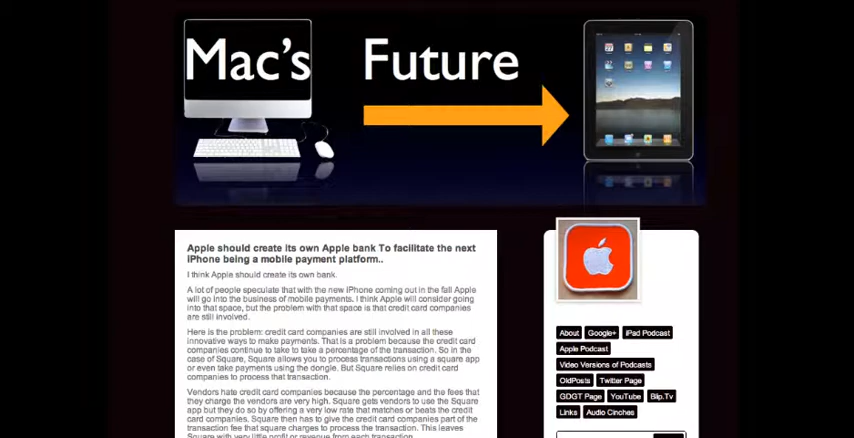 Mac's Future
Apple should create its own Apple bank To facilitate the next
iPhone being a mobile payment platform..
I think Apple should create its own bank.
A lot of people speculate that with the new iPhone coming out in the fall Apple
will go into the business of mobile payments. I think Apple will consider going
into that space, but the problem with that space is that credit card companies
are still involved.
Here is the problem: credit card companies are still involved in all these
innovative ways to make payments. That is a problem because the credit card
companies continue to take to take a percentage of the transaction. So in the
case of Square, Square allows you to process transactions using a square app
or even take payments using the dongle. But Square relies on credit card
companies to process that transaction.
Vendors hate credit card companies because the percentage and the fees that
they charge the vendors are very high. Square gets vendors to use the Square
app but they do so by offering a very low rate that matches or beats the credit
card companies. Square then has to give the credit card companies part of the
transaction fee that square charges to process the transaction. This leaves
Square with very little profit or revenue from each transaction.
About Google+ iPad Podcast
Apple Podcast
Video Versions of Podcasts
OldPosts Twitter Page
GDGT Page YouTube Blip.Tv
Links Audio Cinches